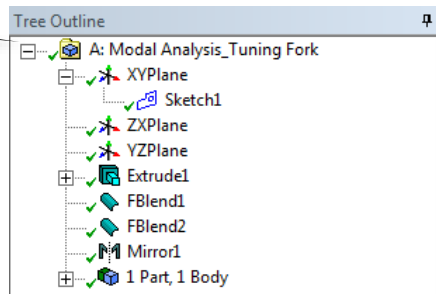 Tree Outline
A: Modal Analysis_Tuning Fork
XYPlane
Sketch1
ZXPlane
YZPlane
Extrude1
FBlend1
FBlend2
Mirror1
1 Part, 1 Body